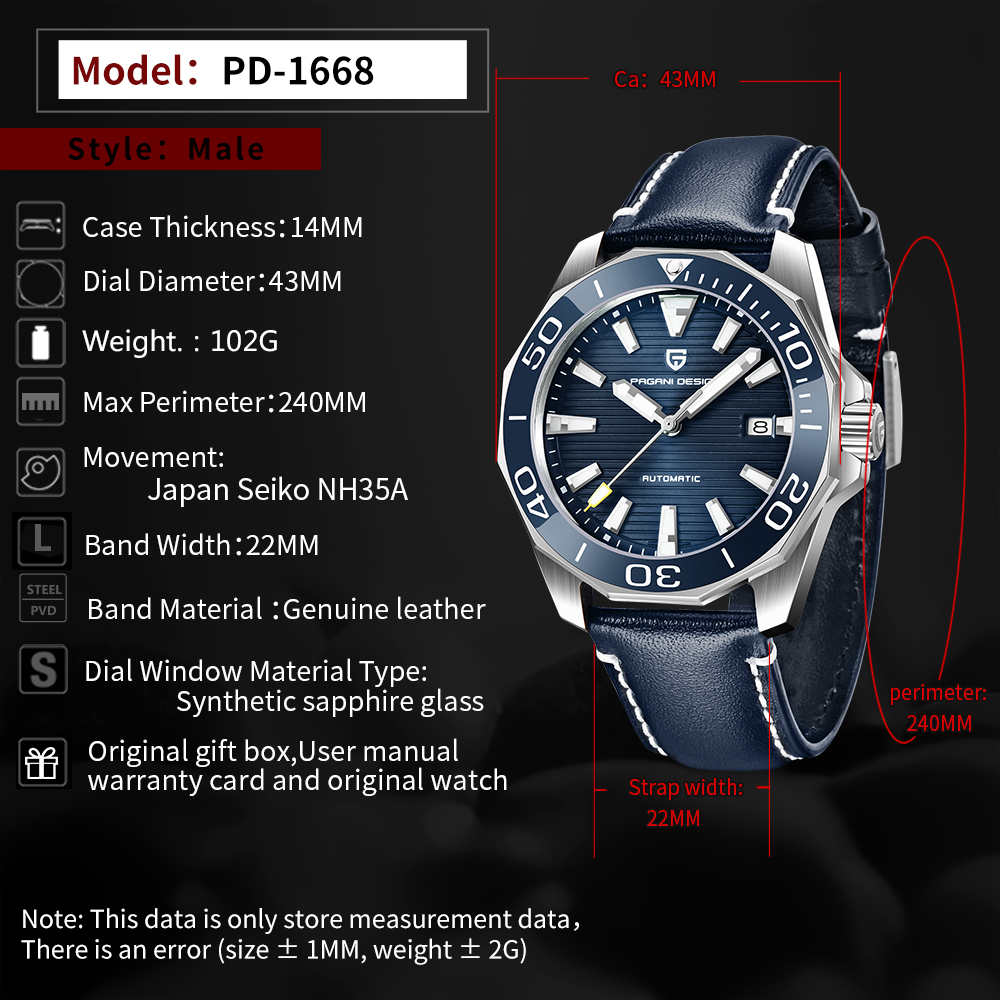 Model: PD-1668
Ca: 43MM
Style: Male
Case Thickness:14MM
Dial Diameter:43MM
Weight. : 102G
Max Perimeter:240MM
Movement:
Japan Seiko NH35A
L
Band Width:22MM
STEEL
PVD
Band Material :Genuine leather
S
Dial Window Material Type:
Synthetic sapphire glass
Original gift box,User manual
warranty card and original watch
50
10
20
30
40
PAGANI DESIG
8
AUTOMATIC
perimeter:
240MM
Strap width:
22MM
Note: This data is only store measurement data,
There is an error (size ± 1MM, weight ± 2G)